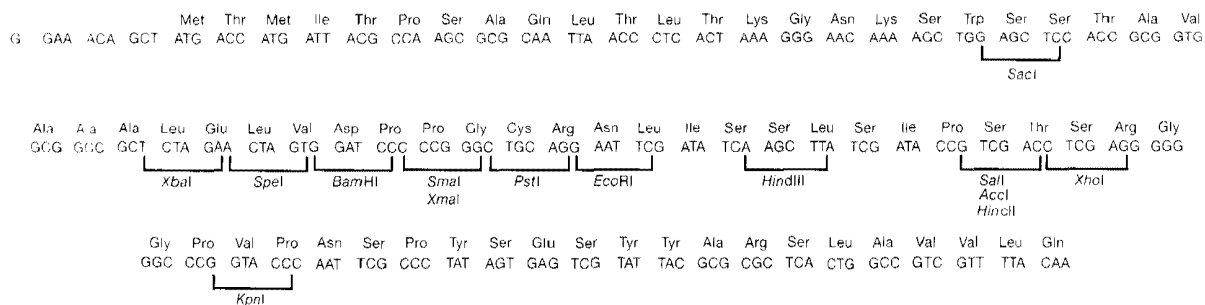 Met Thr Met Ile Thr Pro Ser Ala Gln Leu Thr Leu Thr Lys Gly Asn Lys Ser Trp Ser Ser Thr Ala Val
G GAA ACA GCT ATG ACC ATG ATT ACG CCA AGC GCG CAA TTA ACC CTC ACT AAA GGG AAC AAA AGC TGG AGC TCC ACC GCG GTG
SacI
Ala Ala Ala Leu Glu Leu Val Asp Pro Pro Gly Cys Arg Asn Leu Ile Ser Ser Leu Ser Ile Pro Ser Thr Ser Arg Gly
GCG GCC GCT CTA GAA CTA GTG GAT CCC CCG GGC TGC AGG AAT TCG ATA TCA AGC TTA TCG ATA CCG TCG ACC TCG AGG GGG
XbaI SpeI BamHI SmaI PstI EcoRI HindIII SalI XhoI
XmaI AccI
HincII
Gly Pro Val Pro Asn Ser Pro Tyr Ser Glu Ser Tyr Tyr Ala Arg Ser Leu Ala Val Val Leu Gln
GGC CCG GTA CCC AAT TCG CCC TAT AGT GAG TCG TAT TAC GCG CGC TCA CTG GCC GTC GTT TTA CAA
KpnI